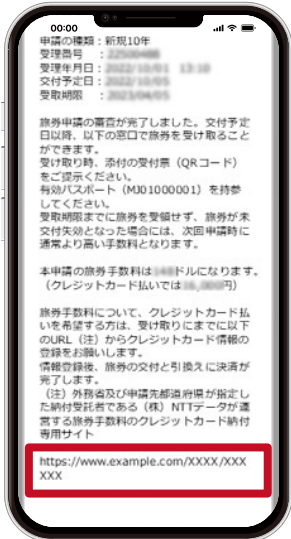 00:00
申請の種類：新規10年
受理番号　：
受理年月日：2022/10/01　13:10
交付予定日：2022/10/05
受取期限　：2023/04/05
旅券申請の審査が完了しました。交付予定
日以降、以下の窓口で旅券を受け取ること
ができます。
受け取り時、添付の受付票（QRコード）
をご提示ください。
有効パスポート（MJ01000001）を持参
してください。
受取期限までに旅券を受領せず、旅券が未
交付失効となった場合には、次回申請時に
通常より高い手数料となります。
本申請の旅券手数料は ドルになります。
（クレジットカード払いでは 円）
旅券手数料について、クレジットカード払
いを希望する方は、受け取りにまでに以下
のURL（注）からクレジットカード情報の
登録をお願いします。
情報登録後、旅券の交付と引換えに決済が
完了します。
（注）外務省及び申請先都道府県が指定し
た納付受託者である（株）NTTデータが運
営する旅券手数料のクレジットカード納付
専用サイト
https://www.example.com/XXXX/XXX
XXX